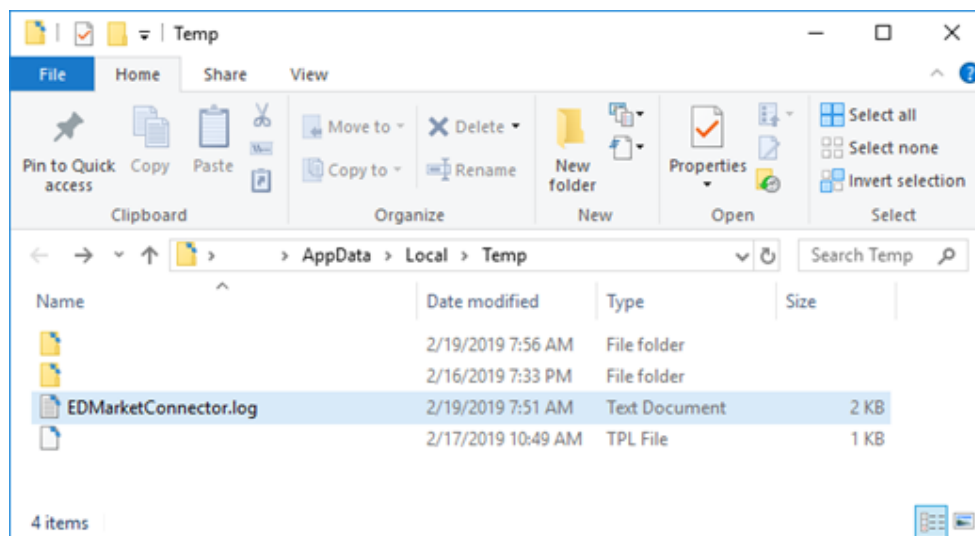 Temp
File Home Share View
Pin to Quick access
Copy
Paste
Clipboard
Move to
Copy to
Delete
Rename
Organize
New folder
New
Properties
Open
Select all
Select none
Invert selection
Select
AppData > Local > Temp
Search Temp
Name Date modified Type Size
2/19/2019 7:56 AM File folder
2/16/2019 7:33 PM File folder
EDMarketConnector.log 2/19/2019 7:51 AM Text Document 2 KB
2/17/2019 10:49 AM TPL File 1 KB
4 items